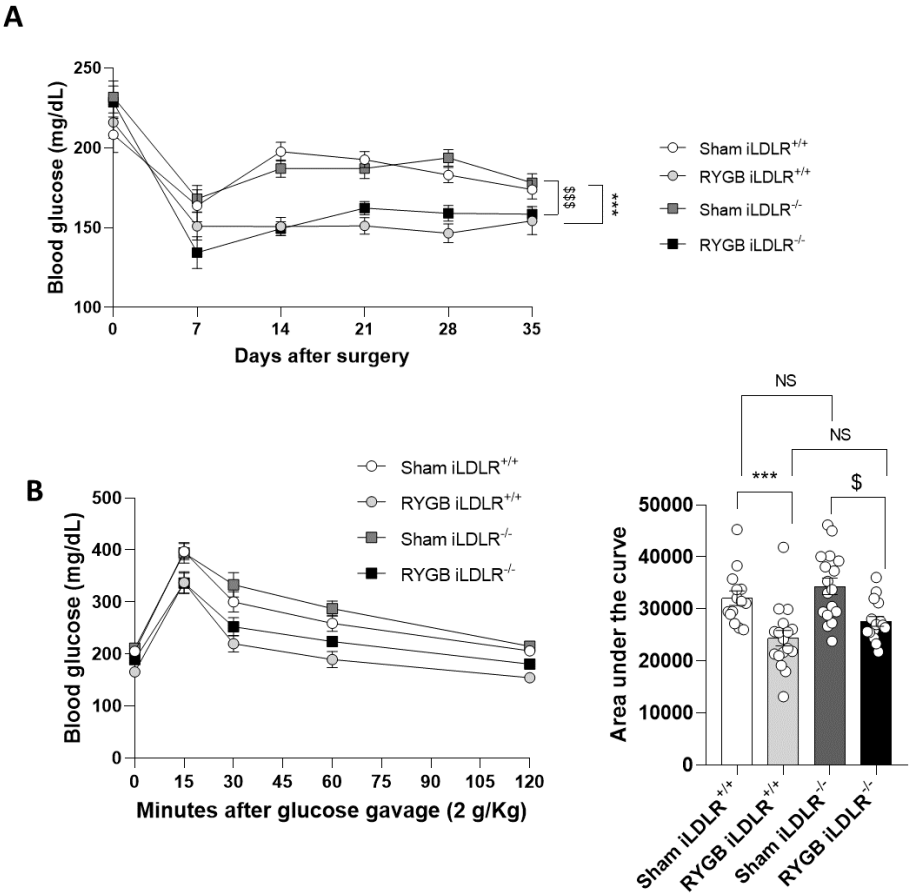 A
Blood glucose (mg/dL)
250
200
150
100
0 7 14 21 28 35
Days after surgery
$$$
***
Sham iLDLR+/+
RYGB iLDLR+/+
Sham iLDLR-/-
RYGB iLDLR-/-
B
Sham iLDLR+/+
RYGB iLDLR+/+
Sham iLDLR-/-
RYGB iLDLR-/-
Blood glucose (mg/dL)
500
400
300
200
100
0
0 15 30 45 60 75 90 105 120
Minutes after glucose gavage (2 g/Kg)
NS
NS
***
$
Area under the curve
50000
40000
30000
20000
10000
0
Sham iLDLR+/+
RYGB iLDLR+/+
Sham iLDLR-/-
RYGB iLDLR-/-